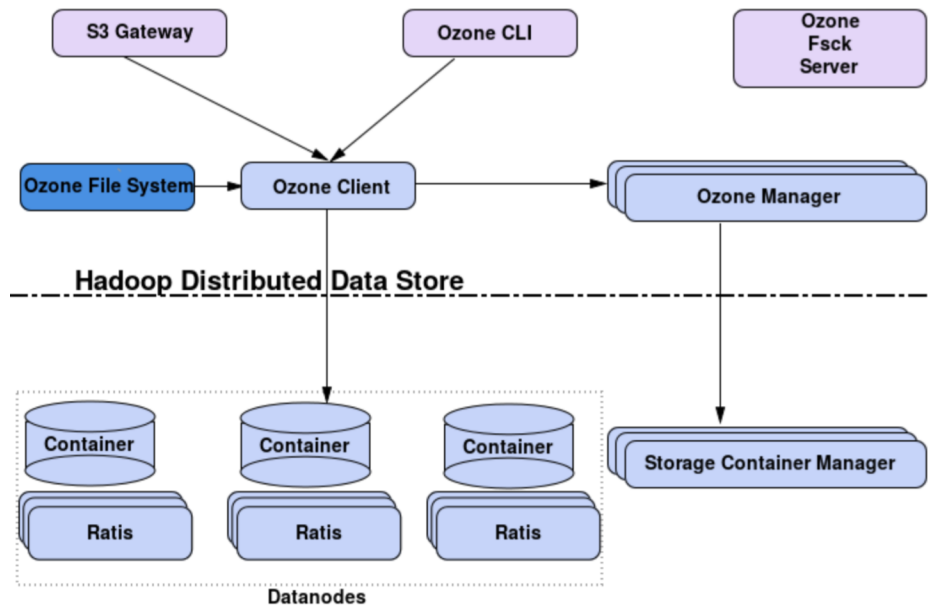 S3 Gateway
Ozone CLI
Ozone
Fsck
Server
Ozone File System
Ozone Client
Ozone Manager
Hadoop Distributed Data Store
Container
Container
Container
Storage Container Manager
Ratis
Ratis
Ratis
Datanodes